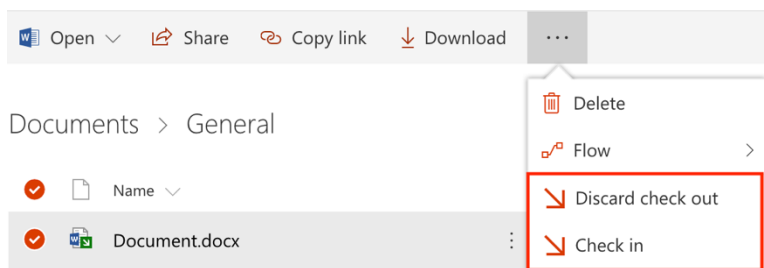 Open Share Copy link Download ...
Delete
Documents > General
Flow >
Name
Discard check out
Document.docx
Check in